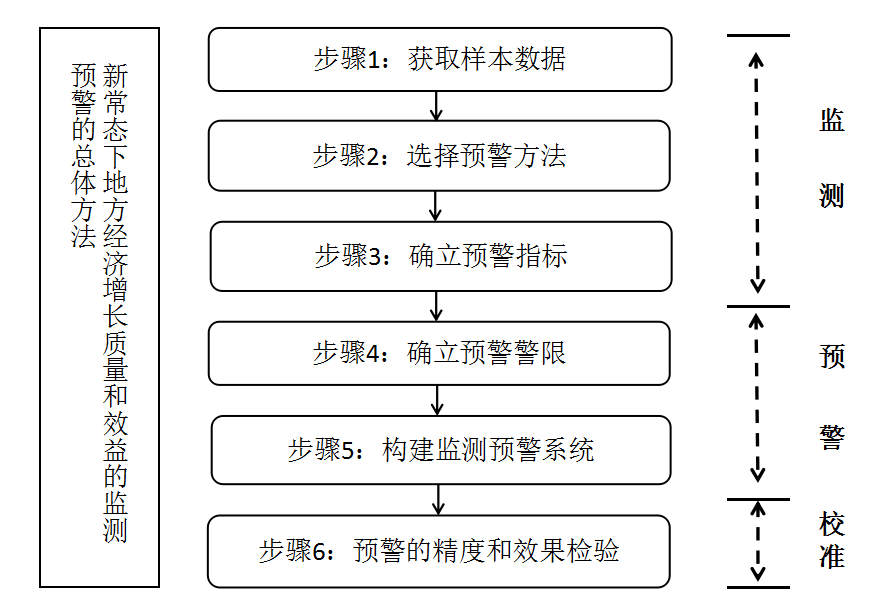 新常态下地方经济增长质量和效益的监测
预警的总体方法
步骤1：获取样本数据
步骤2：选择预警方法
步骤3：确立预警指标
步骤4：确立预警警限
步骤5：构建监测预警系统
步骤6：预警的精度和效果检验
监测
预警
校准